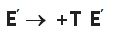 E′ → +T E′